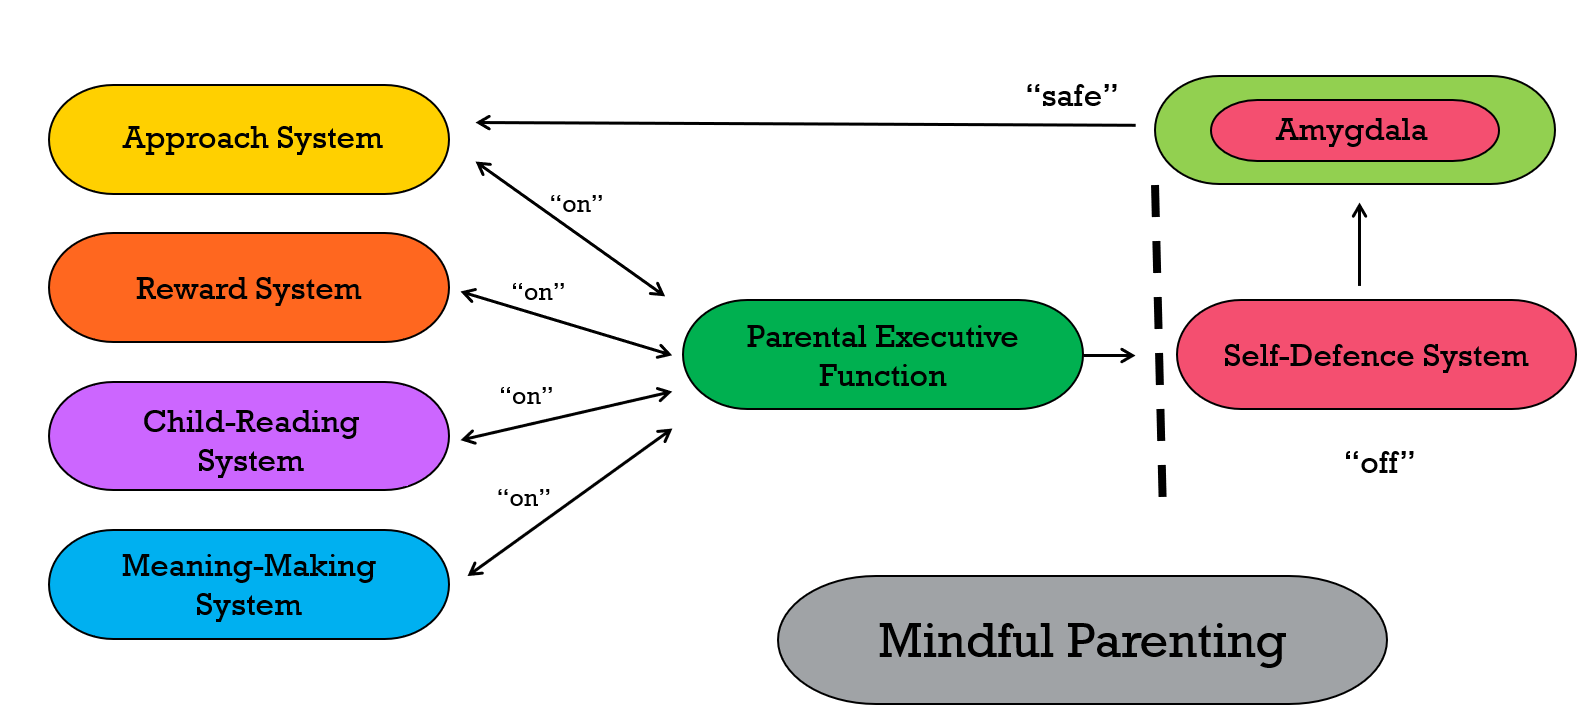 “safe”
Amygdala
Approach System
“on”
Reward System
“on”
Parental Executive
Function
Self-Defence System
“on”
Child-Reading
System
“off”
“on”
Meaning-Making
System
Mindful Parenting